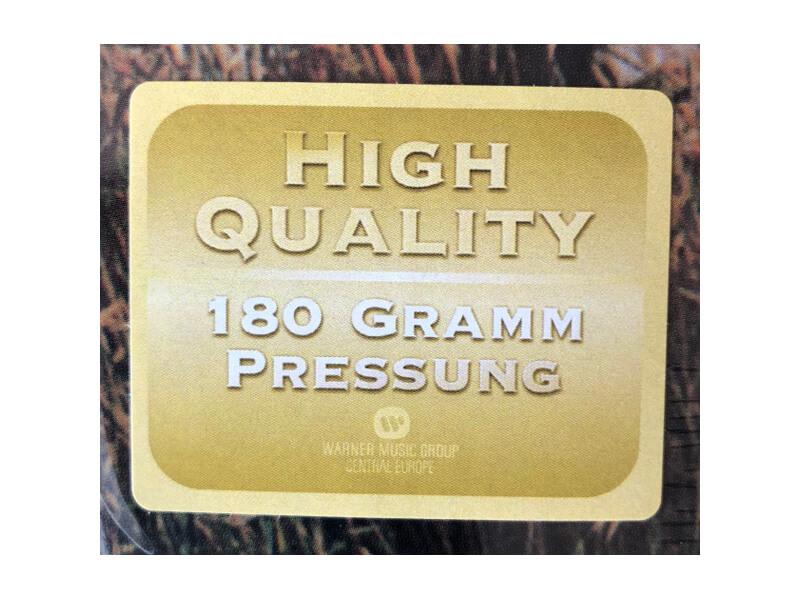 HIGH
QUALITY
180 GRAMM
PRESSUNG
WARNER MUSIC GROUP
CENTRAL EUROPE